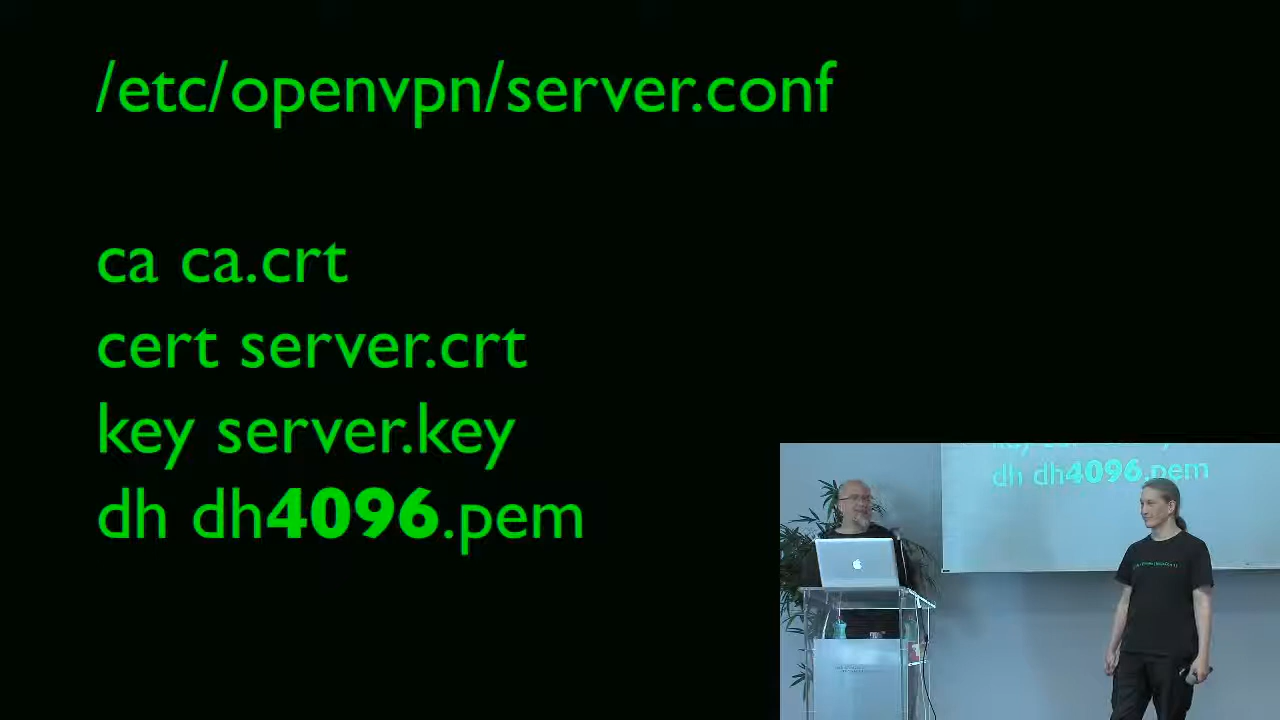 /etc/openvpn/server.conf
ca ca.crt
cert server.crt
key server.key
dh dh4096.pem
dh dh4096.pem